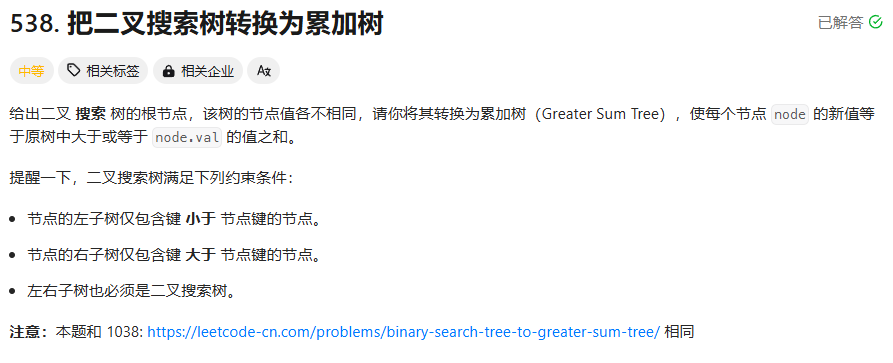 538. 把二叉搜索树转换为累加树
已解答
中等 相关标签 相关企业 A文
给出二叉 搜索 树的根节点，该树的节点值各不相同，请你将其转换为累加树（Greater Sum Tree），使每个节点 node 的新值等
于原树中大于或等于 node.val 的值之和。
提醒一下，二叉搜索树满足下列约束条件：
节点的左子树仅包含键 小于 节点键的节点。
节点的右子树仅包含键 大于 节点键的节点。
左右子树也必须是二叉搜索树。
注意：本题和 1038: https://leetcode-cn.com/problems/binary-search-tree-to-greater-sum-tree/ 相同